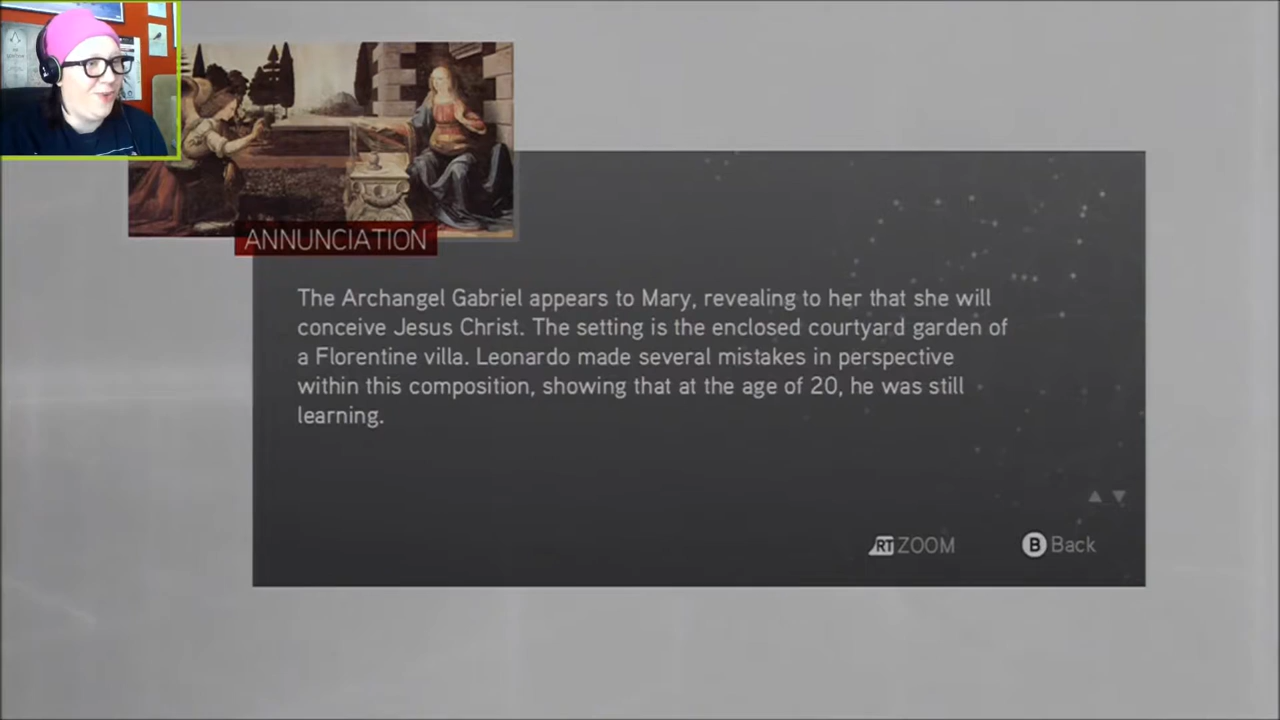 ANNUNCIATION
The Archangel Gabriel appears to Mary, revealing to her that she will
conceive Jesus Christ. The setting is the enclosed courtyard garden of
a Florentine villa. Leonardo made several mistakes in perspective
within this composition, showing that at the age of 20, he was still
learning.
RT ZOOM
B Back